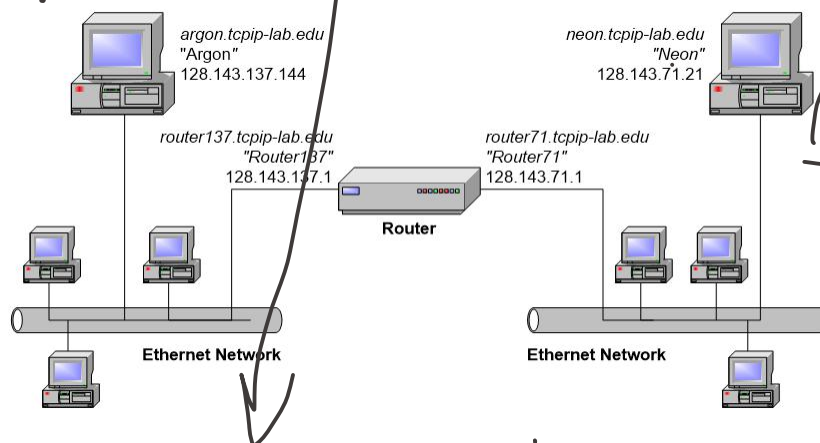 argon.tcpip-lab.edu
"Argon"
128.143.137.144
neon.tcpip-lab.edu
"Neon"
128.143.71.21
router137.tcpip-lab.edu
"Router137"
128.143.137.1
router71.tcpip-lab.edu
"Router71"
128.143.71.1
Router
Ethernet Network
Ethernet Network